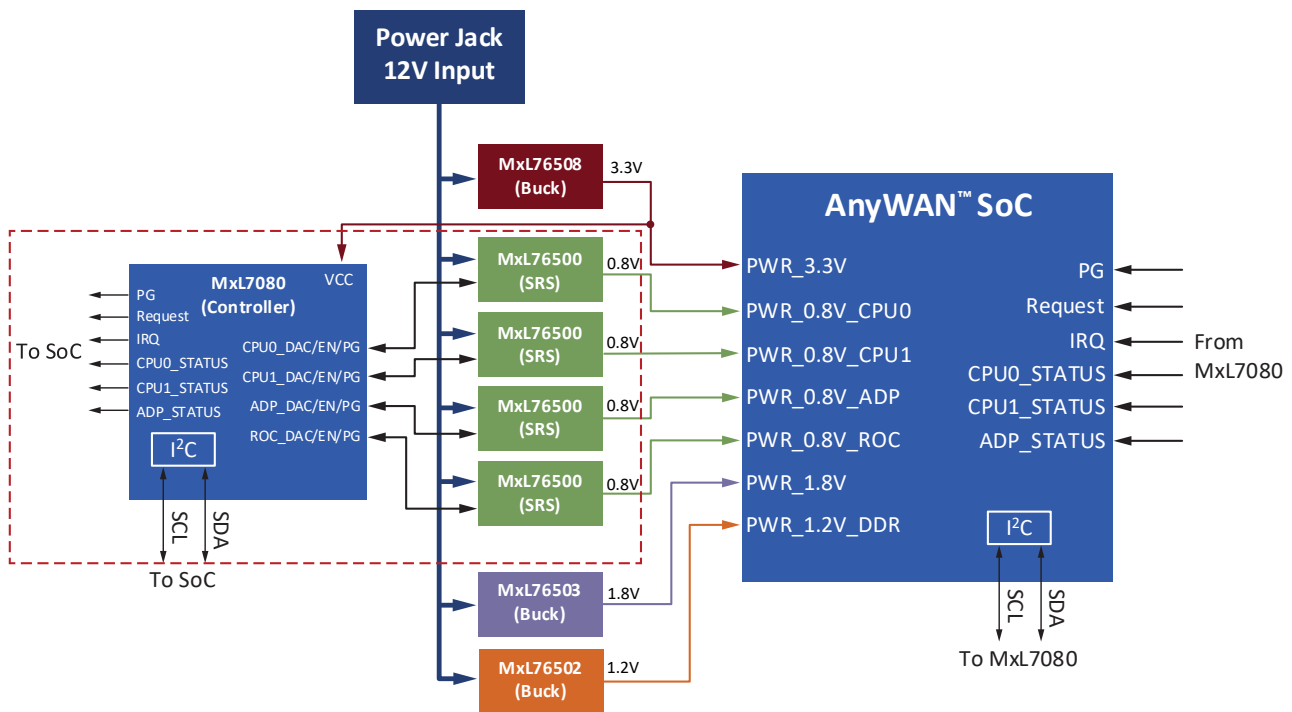 Power Jack
12V Input
MxL76508
(Buck)
3.3V
AnyWAN™ SoC
MxL7080
(Controller)
VCC
PG
Request
IRQ
CPU0_STATUS
CPU1_STATUS
ADP_STATUS
To SoC
CPU0_DAC/EN/PG
CPU1_DAC/EN/PG
ADP_DAC/EN/PG
ROC_DAC/EN/PG
I²C
SCL
SDA
To SoC
MxL76500
(SRS)
0.8V
MxL76500
(SRS)
0.8V
MxL76500
(SRS)
0.8V
MxL76500
(SRS)
0.8V
MxL76503
(Buck)
1.8V
MxL76502
(Buck)
1.2V
PWR_3.3V
PWR_0.8V_CPU0
PWR_0.8V_CPU1
PWR_0.8V_ADP
PWR_0.8V_ROC
PWR_1.8V
PWR_1.2V_DDR
PG
Request
IRQ
CPU0_STATUS
CPU1_STATUS
ADP_STATUS
From
MxL7080
I²C
SCL
SDA
To MxL7080